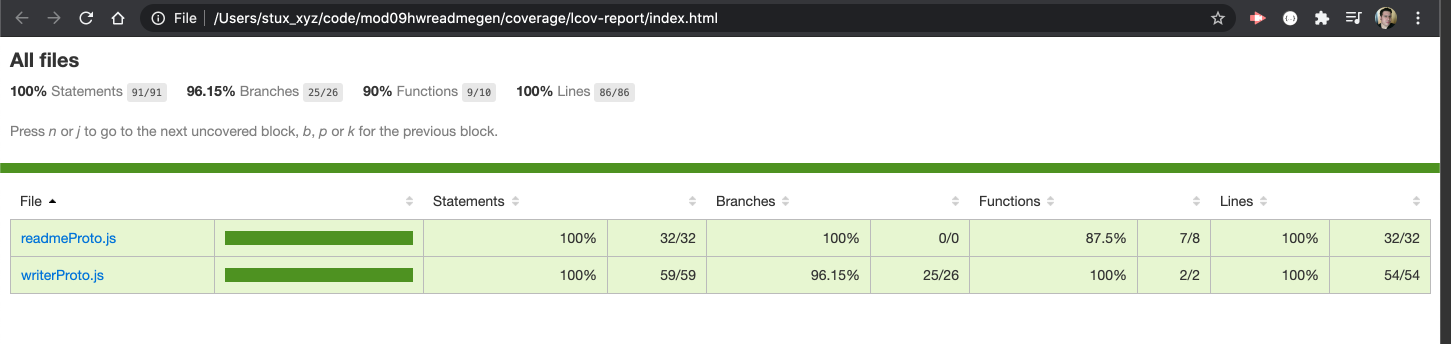 File /Users/stux_xyz/code/mod09hwreadmegen/coverage/lcov-report/index.html
All files
100% Statements 91/91 96.15% Branches 25/26 90% Functions 9/10 100% Lines 86/86
Press n or j to go to the next uncovered block, b, p or k for the previous block.
File Statements Branches Functions Lines
readmeProto.js 100% 32/32 100% 0/0 87.5% 7/8 100% 32/32
writerProto.js 100% 59/59 96.15% 25/26 100% 2/2 100% 54/54